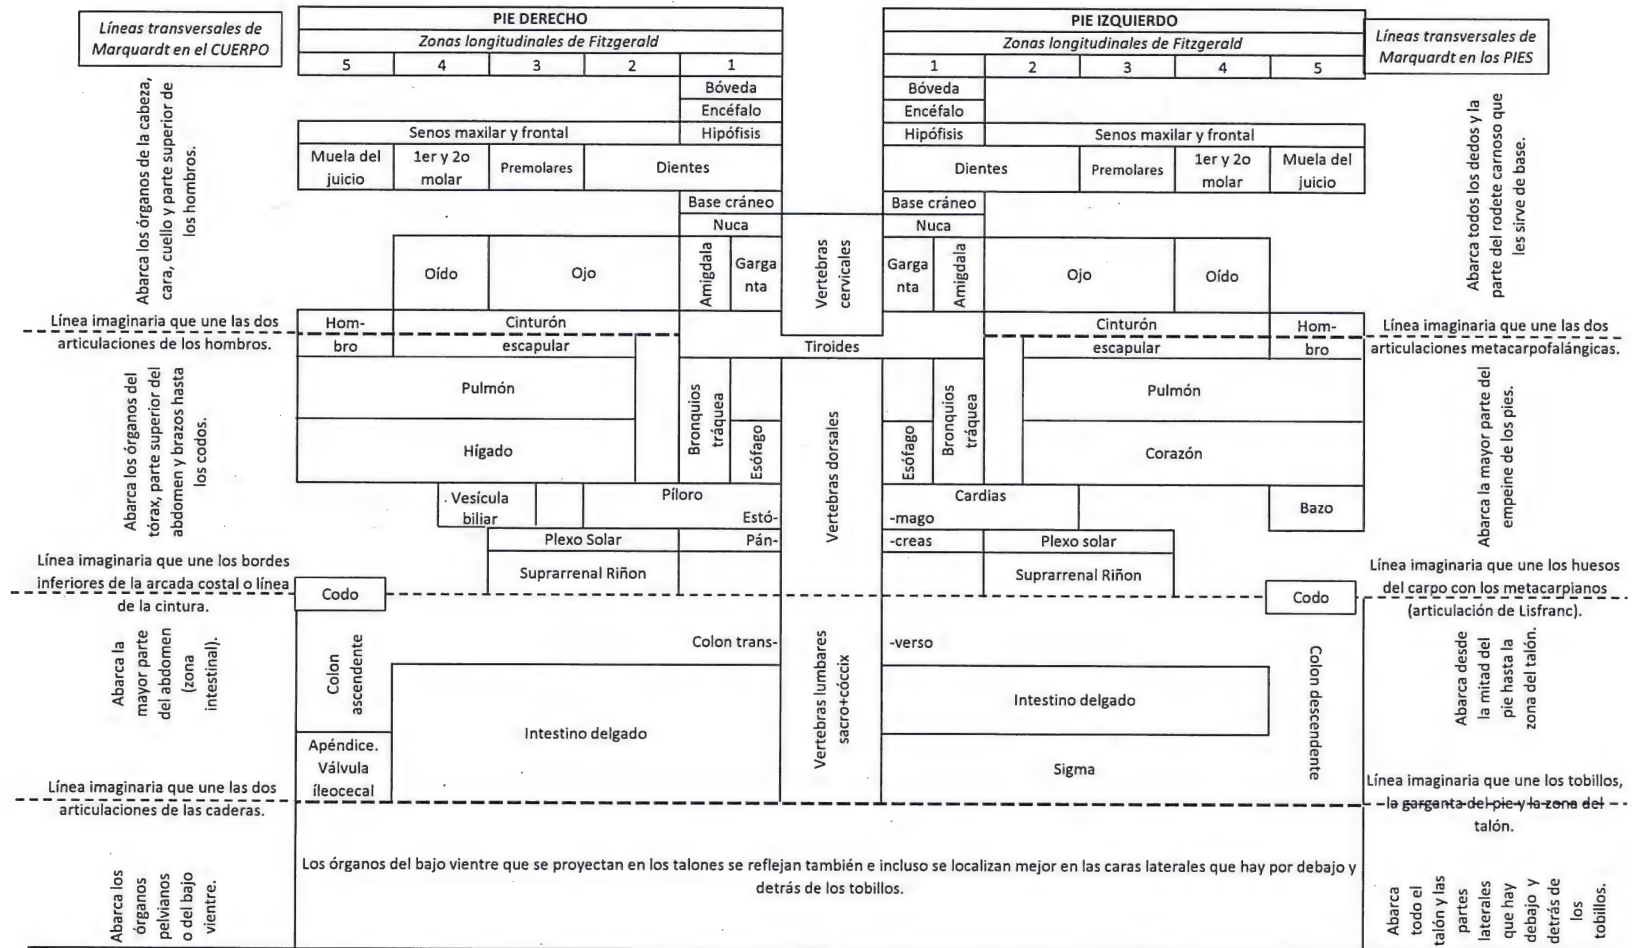 Líneas transversales de
Marquardt en el CUERPO
PIE DERECHO
Zonas longitudinales de Fitzgerald
5 4 3 2 1
PIE IZQUIERDO
Zonas longitudinales de Fitzgerald
1 2 3 4 5
Líneas transversales de
Marquardt en los PIES
Abarca los órganos de la cabeza,
cara, cuello y parte superior de
los hombros.
Bóveda
Encéfalo
Senos maxilar y frontal
Hipófisis
Muela del
juicio
1er y 2o
molar
Premolares
Dientes
Base cráneo
Nuca
Oído
Ojo
Amigdala
Garga
nta
Vertebras
cervicales
Bóveda
Encéfalo
Hipófisis
Senos maxilar y frontal
Dientes
Premolares
1er y 2o
molar
Muela del
juicio
Base cráneo
Nuca
Garga
nta
Amigdala
Ojo
Oído
Abarca todos los dedos y la
parte del rodete carnoso que
les sirve de base.
Línea imaginaria que une las dos
articulaciones de los hombros.
Hom-
bro
Cinturón
escapular
Tiroides
Cinturón
escapular
Hom-
bro
Línea imaginaria que une las dos
articulaciones metacarpofalángicas.
Abarca los órganos del
tórax, parte superior del
abdomen y brazos hasta
los codos.
Pulmón
Hígado
Bronquios
tráquea
Esófago
Vesícula
biliar
Píloro
Estó-
Plexo Solar
Pán-
Suprarrenal Riñon
Vertebras dorsales
Esófago
Bronquios
tráquea
Pulmón
Corazón
Cardias
-mago
Bazo
-creas
Plexo solar
Suprarrenal Riñon
Abarca la mayor parte del
empeine de los pies.
Línea imaginaria que une los bordes
inferiores de la arcada costal o línea
de la cintura.
Codo
Codo
Línea imaginaria que une los huesos
del carpo con los metacarpianos
(articulación de Lisfranc).
Abarca la
mayor parte
del abdomen
(zona
intestinal).
Colon
ascendente
Colon trans-
Intestino delgado
Apéndice.
Válvula
íleocecal
Vertebras lumbares
sacro+cóccix
-verso
Intestino delgado
Sigma
Colon descendente
Abarca desde
la mitad del
pie hasta la
zona del talón.
Línea imaginaria que une las dos
articulaciones de las caderas.
Línea imaginaria que une los tobillos,
la garganta del pie y la zona del
talón.
Abarca los
órganos
pelvianos
o del bajo
vientre.
Los órganos del bajo vientre que se proyectan en los talones se reflejan también e incluso se localizan mejor en las caras laterales que hay por debajo y
detrás de los tobillos.
Abarca
todo el
talón y las
partes
laterales
que hay
debajo y
detrás de
los
tobillos.